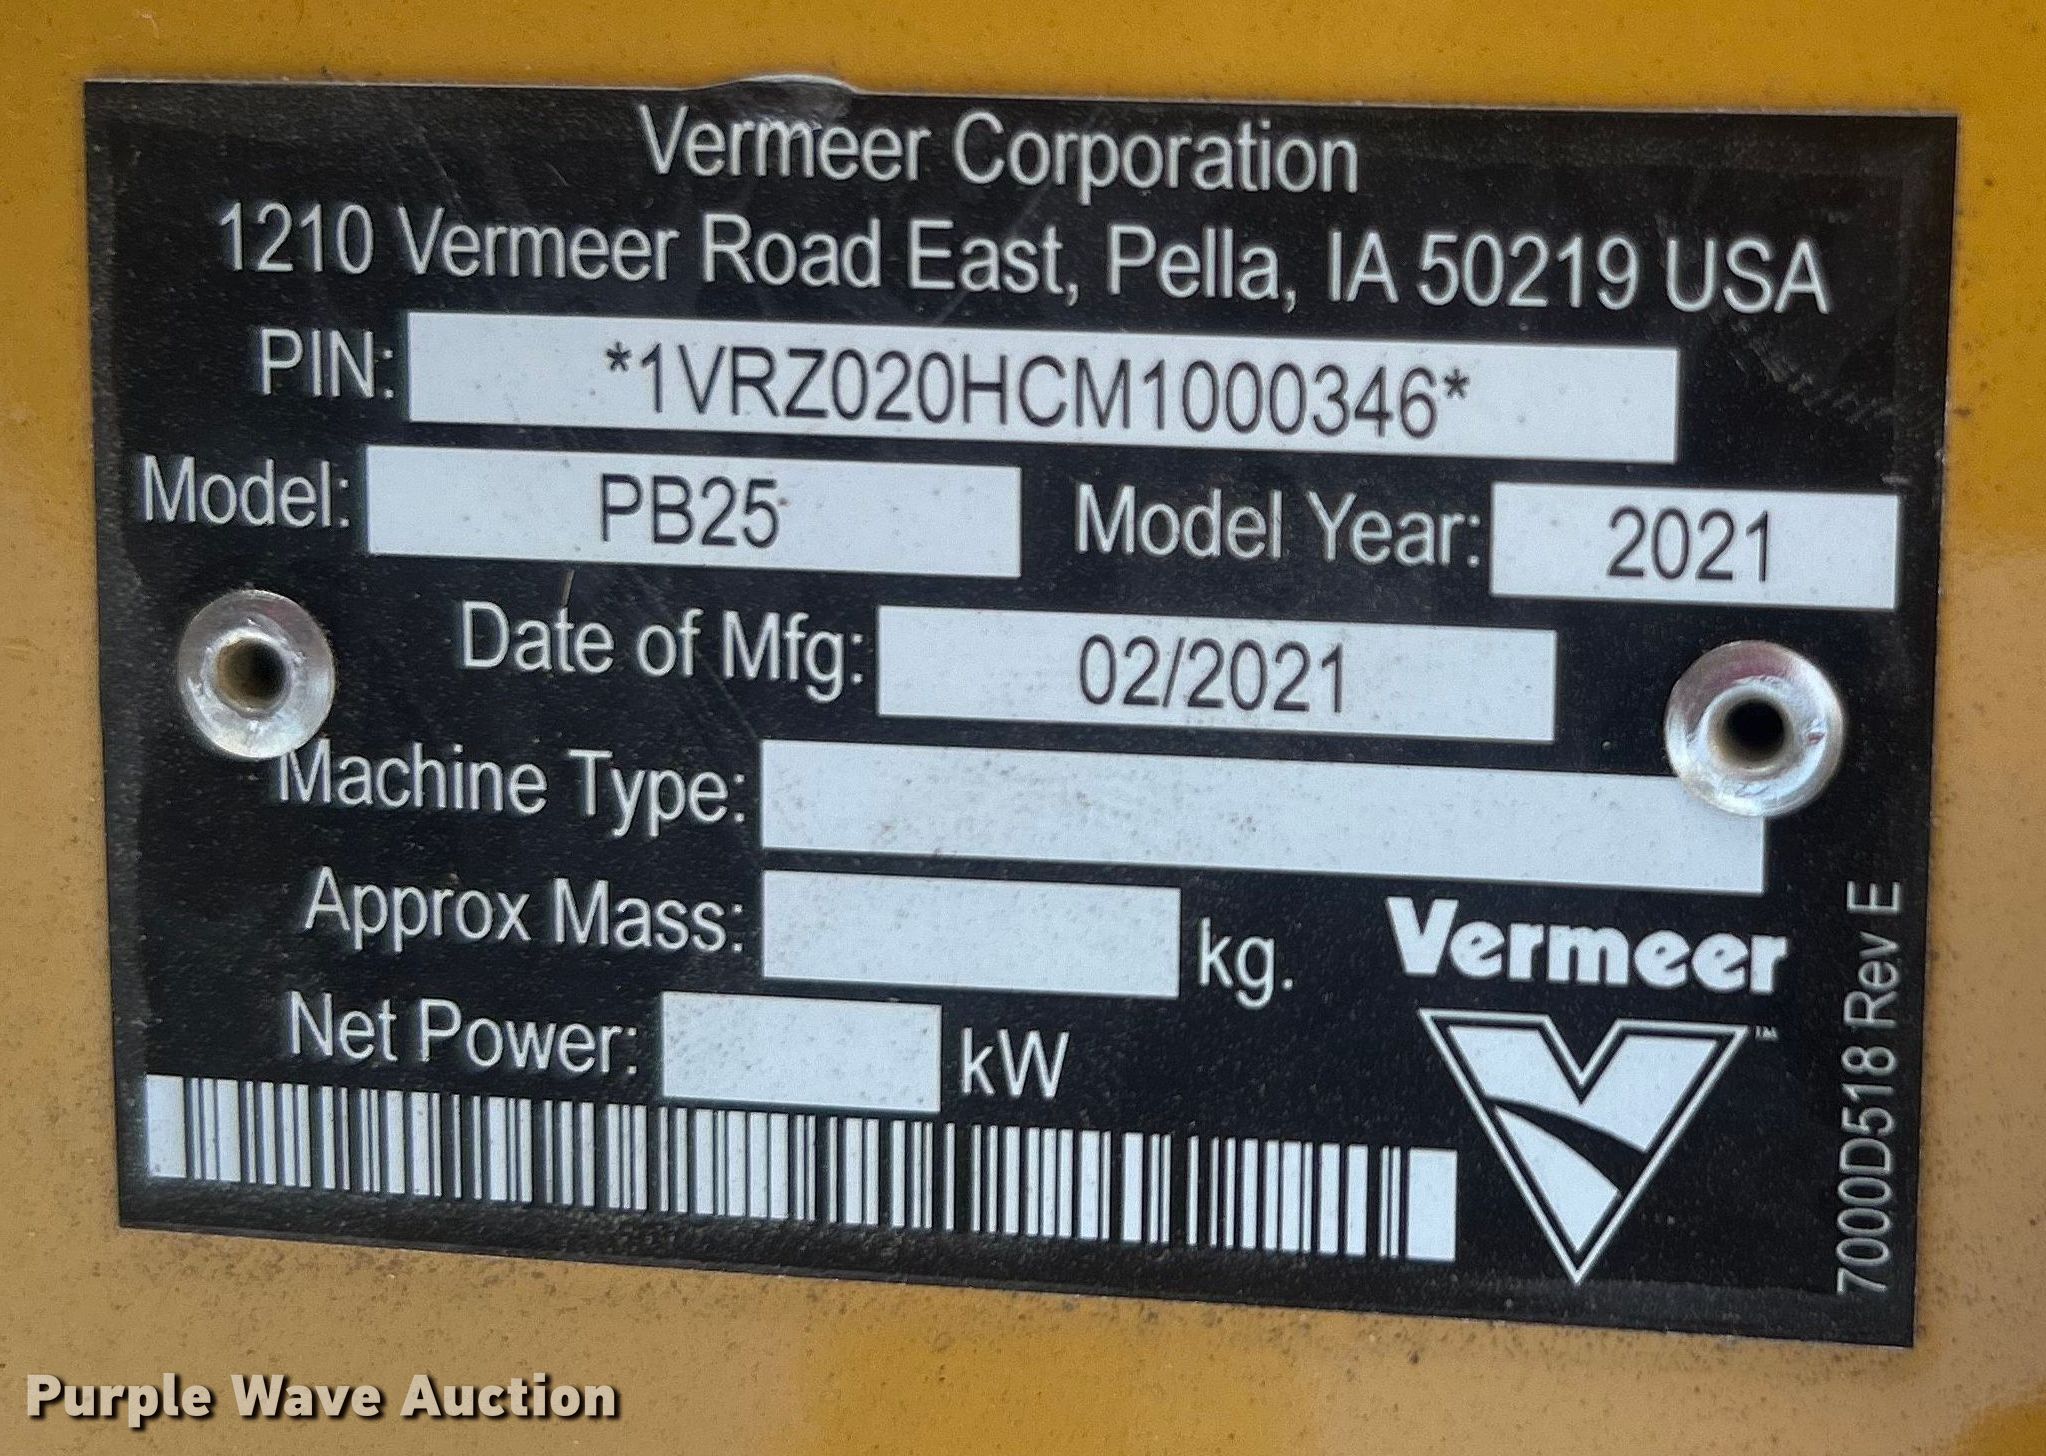 Vermeer Corporation
1210 Vermeer Road East, Pella, IA 50219 USA
PIN: *1VRZ020HCM1000346*
Model: PB25 Model Year: 2021
Date of Mfg: 02/2021
Machine Type:
Approx Mass: kg.
Net Power: kW
Vermeer
TM
7000D518 Rev E
Purple Wave Auction